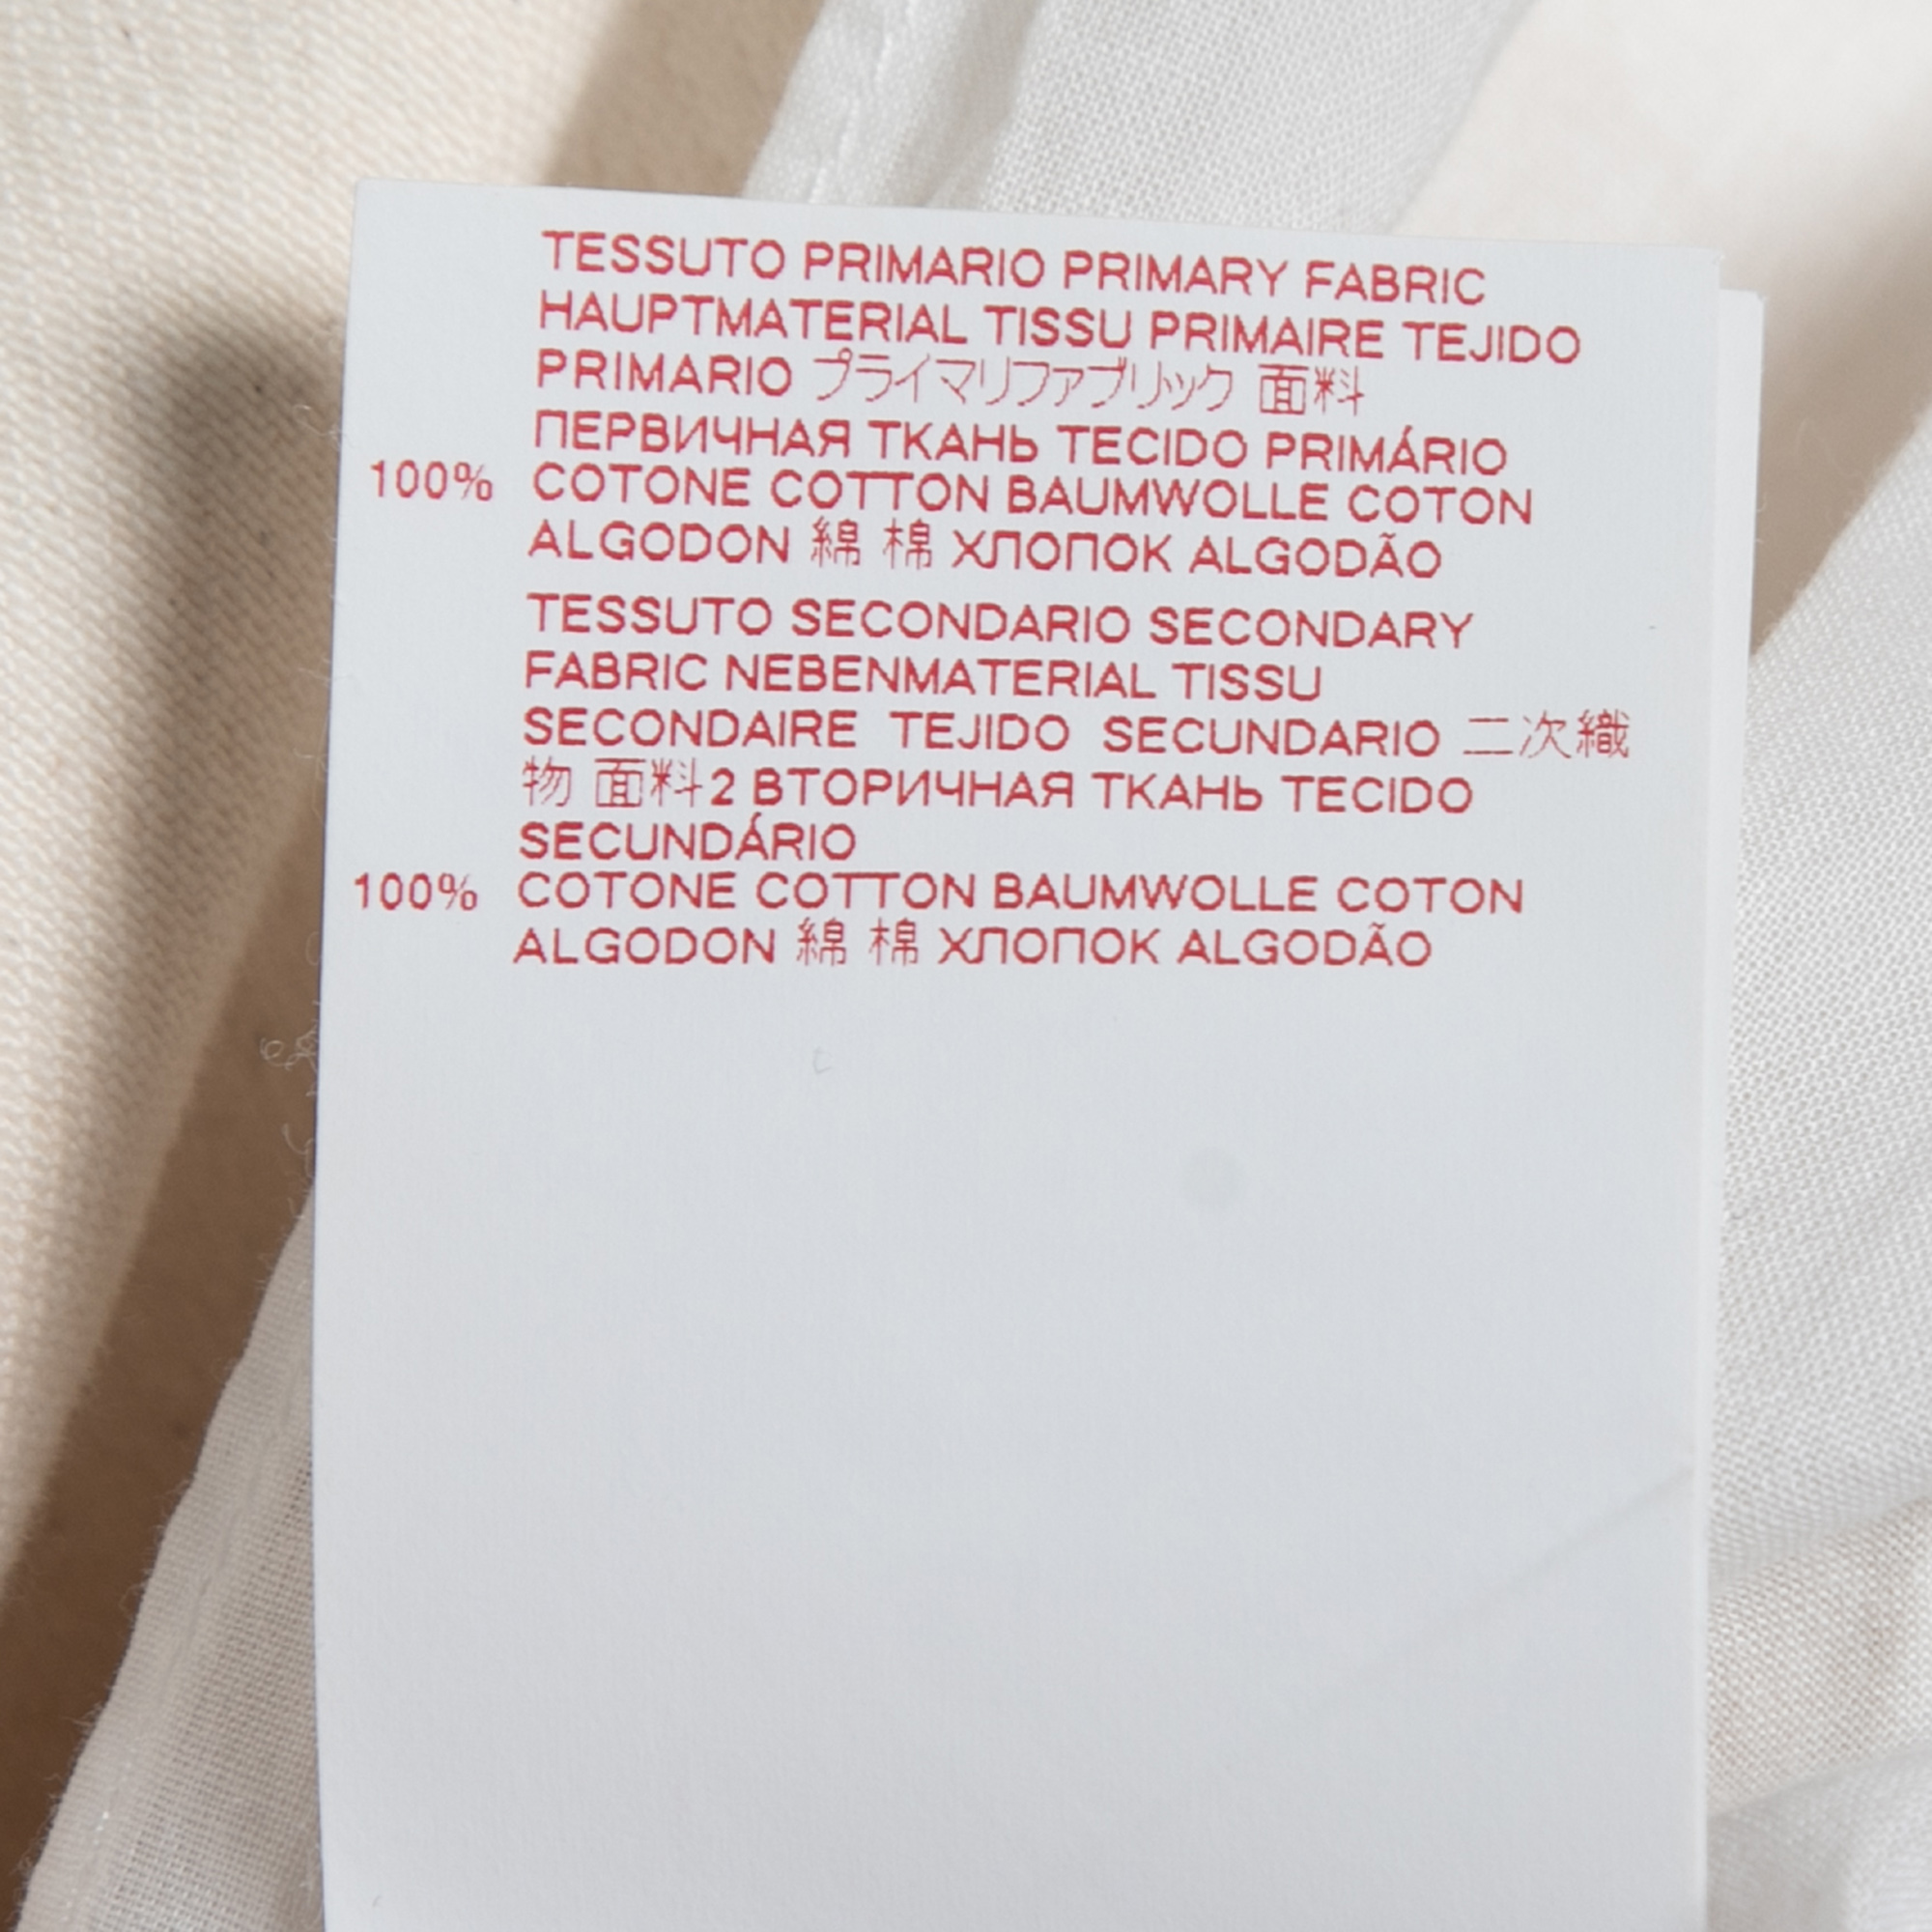 TESSUTO PRIMARIO PRIMARY FABRIC
HAUPTMATERIAL TISSU PRIMAIRE TEJIDO
PRIMARIO プライマリファブリック 面料
ПЕРВИЧНАЯ ТКАНЬ TECIDO PRIMÁRIO
100% COTONE COTTON BAUMWOLLE COTON
ALGODON 綿 棉 ХЛОПОК ALGODÃO
TESSUTO SECONDARIO SECONDARY
FABRIC NEBENMATERIAL TISSU
SECONDAIRE TEJIDO SECUNDARIO 二次織
物 面料2 ВТОРИЧНАЯ ТКАНЬ TECIDO
SECUNDÁRIO
100% COTONE COTTON BAUMWOLLE COTON
ALGODON 綿 棉 ХЛОПОК ALGODÃO